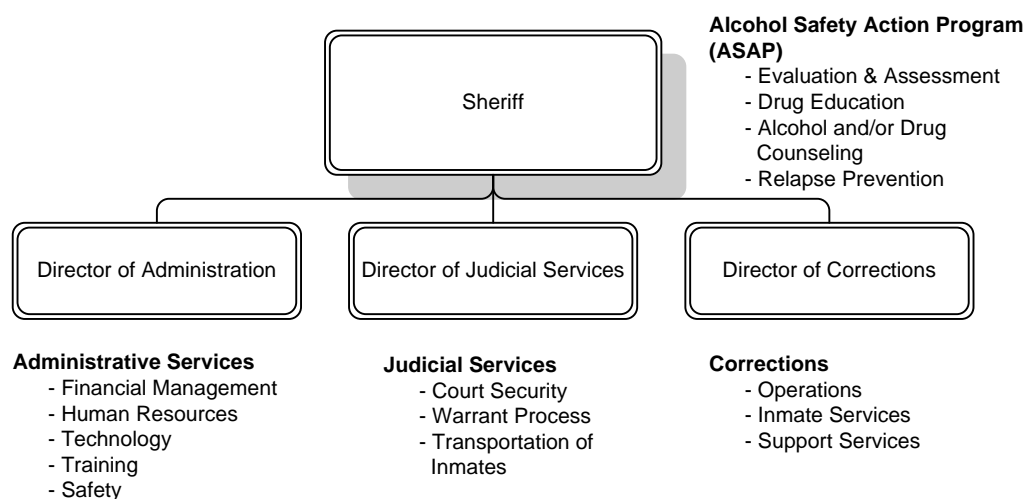 Alcohol Safety Action Program
(ASAP)
- Evaluation & Assessment
- Drug Education
- Alcohol and/or Drug
Counseling
- Relapse Prevention
Sheriff
Director of Administration
Director of Judicial Services
Director of Corrections
Administrative Services
- Financial Management
- Human Resources
- Technology
- Training
- Safety
Judicial Services
- Court Security
- Warrant Process
- Transportation of
Inmates
Corrections
- Operations
- Inmate Services
- Support Services